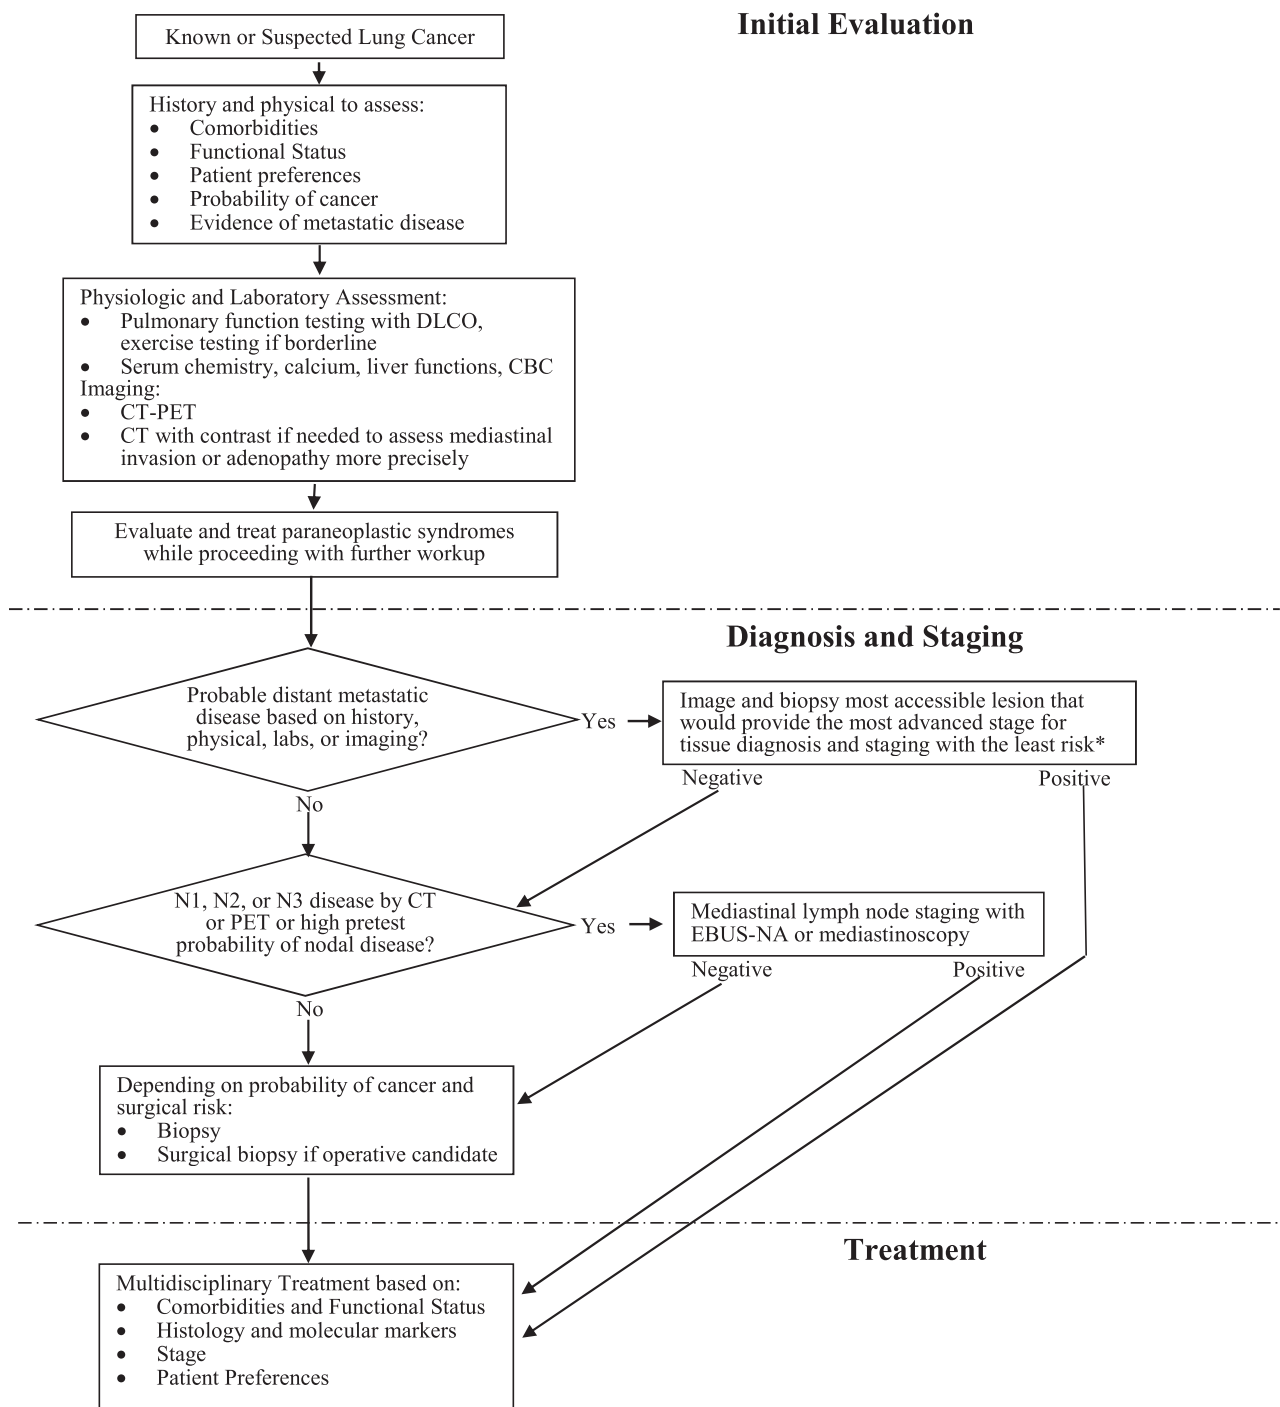 Initial Evaluation
Known or Suspected Lung Cancer
History and physical to assess:
• Comorbidities
• Functional Status
• Patient preferences
• Probability of cancer
• Evidence of metastatic disease
Physiologic and Laboratory Assessment:
• Pulmonary function testing with DLCO,
exercise testing if borderline
• Serum chemistry, calcium, liver functions, CBC
Imaging:
• CT-PET
• CT with contrast if needed to assess mediastinal
invasion or adenopathy more precisely
Evaluate and treat paraneoplastic syndromes
while proceeding with further workup
Diagnosis and Staging
Probable distant metastatic
disease based on history,
physical, labs, or imaging?
Yes
Image and biopsy most accessible lesion that
would provide the most advanced stage for
tissue diagnosis and staging with the least risk*
Negative
Positive
No
N1, N2, or N3 disease by CT
or PET or high pretest
probability of nodal disease?
Yes
Mediastinal lymph node staging with
EBUS-NA or mediastinoscopy
Negative
Positive
No
Depending on probability of cancer and
surgical risk:
• Biopsy
• Surgical biopsy if operative candidate
Treatment
Multidisciplinary Treatment based on:
• Comorbidities and Functional Status
• Histology and molecular markers
• Stage
• Patient Preferences